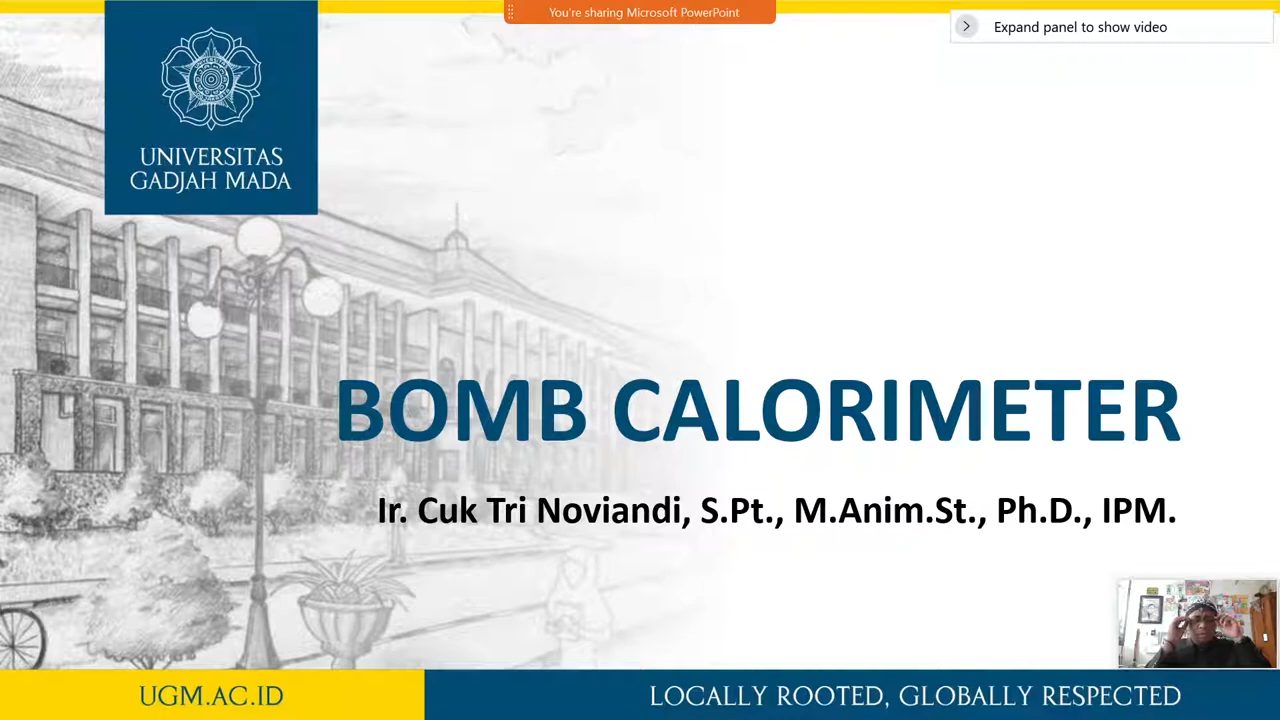 You're sharing Microsoft PowerPoint
Expand panel to show video
UNIVERSITAS
GADJAH MADA
BOMB CALORIMETER
Ir. Cuk Tri Noviandi, S.Pt., M.Anim.St., Ph.D., IPM.
UGM.AC.ID
LOCALLY ROOTED, GLOBALLY RESPECTED